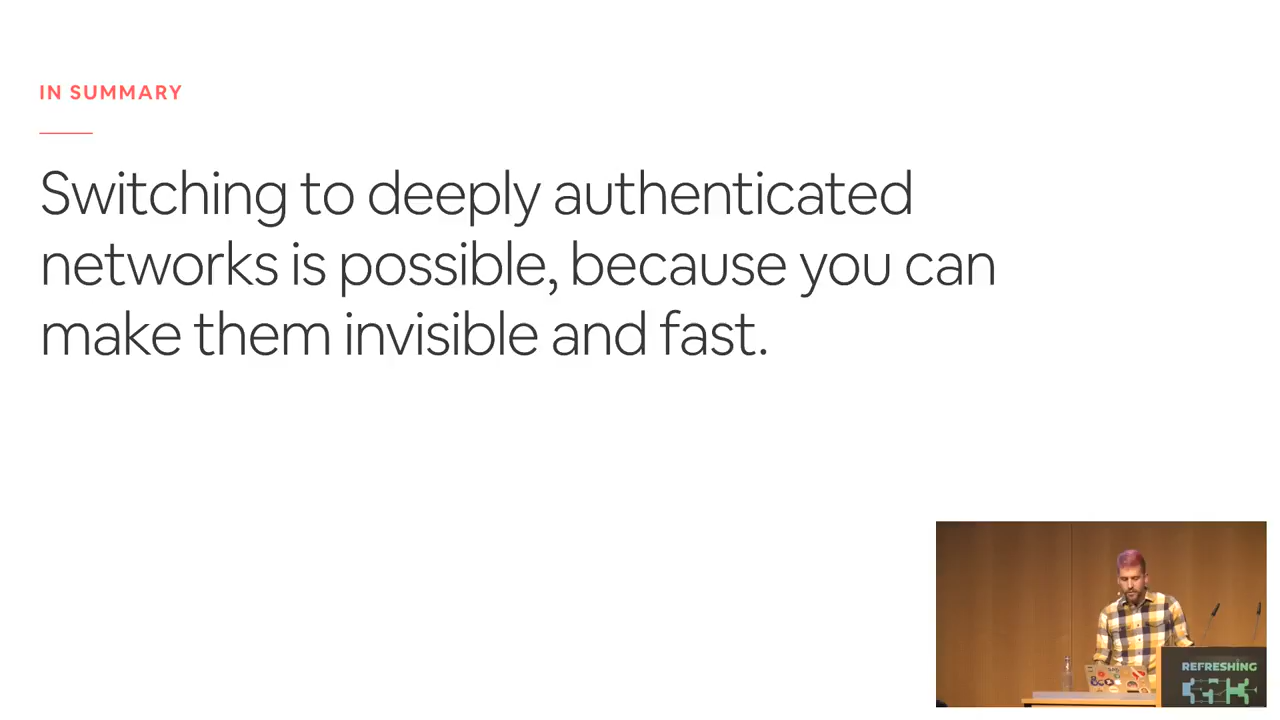 IN SUMMARY
Switching to deeply authenticated
networks is possible, because you can
make them invisible and fast.
REFRESHING